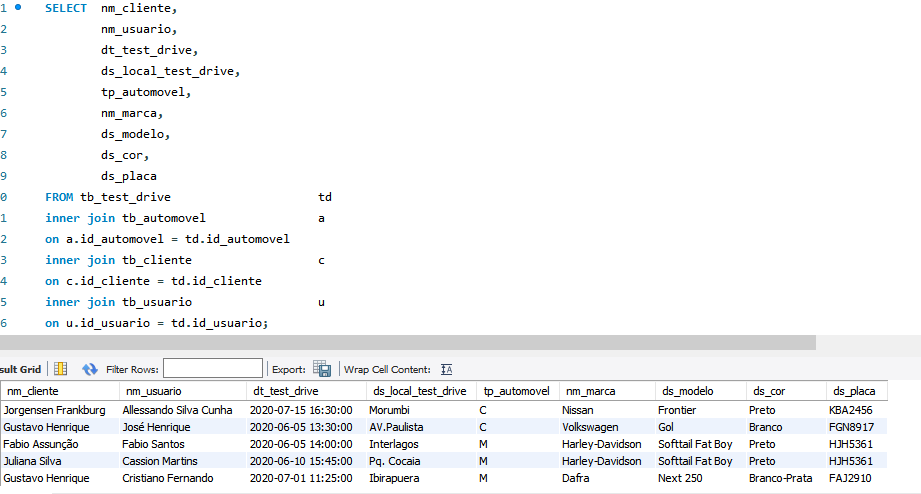 1 SELECT nm_cliente,
2 nm_usuario,
3 dt_test_drive,
4 ds_local_test_drive,
5 tp_automovel,
6 nm_marca,
7 ds_modelo,
8 ds_cor,
9 ds_placa
0 FROM tb_test_drive td
1 inner join tb_automovel a
2 on a.id_automovel = td.id_automovel
3 inner join tb_cliente c
4 on c.id_cliente = td.id_cliente
5 inner join tb_usuario u
6 on u.id_usuario = td.id_usuario;
sult Grid Filter Rows: Export: Wrap Cell Content: IA
nm_cliente nm_usuario dt_test_drive ds_local_test_drive tp_automovel nm_marca ds_modelo ds_cor ds_placa
Jorgensen Frankburg Allessando Silva Cunha 2020-07-15 16:30:00 Morumbi C Nissan Frontier Preto KBA2456
Gustavo Henrique José Henrique 2020-06-05 13:30:00 AV.Paulista C Volkswagen Gol Branco FGN8917
Fabio Assunção Fabio Santos 2020-06-05 14:00:00 Interlagos M Harley-Davidson Softtail Fat Boy Preto HJH5361
Juliana Silva Cassion Martins 2020-06-10 15:45:00 Pq. Cocaia M Harley-Davidson Softtail Fat Boy Preto HJH5361
Gustavo Henrique Cristiano Fernando 2020-07-01 11:25:00 Ibirapuera M Dafra Next 250 Branco-Prata FAJ2910